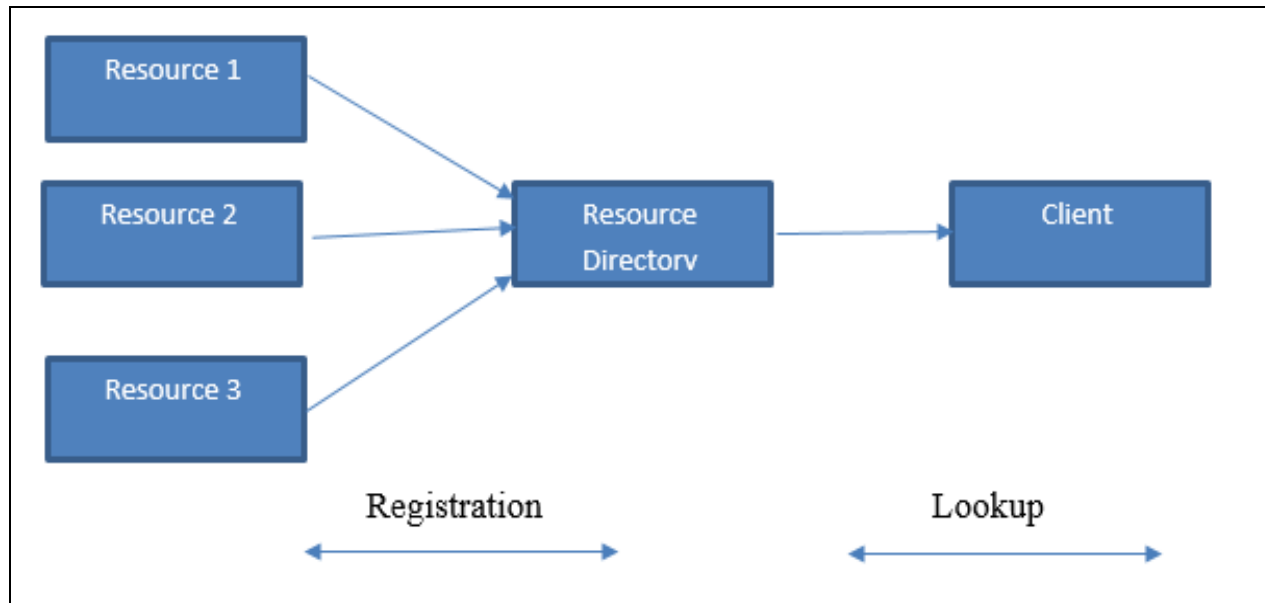 Resource 1
Resource 2
Resource
Directory
Client
Resource 3
Registration
Lookup